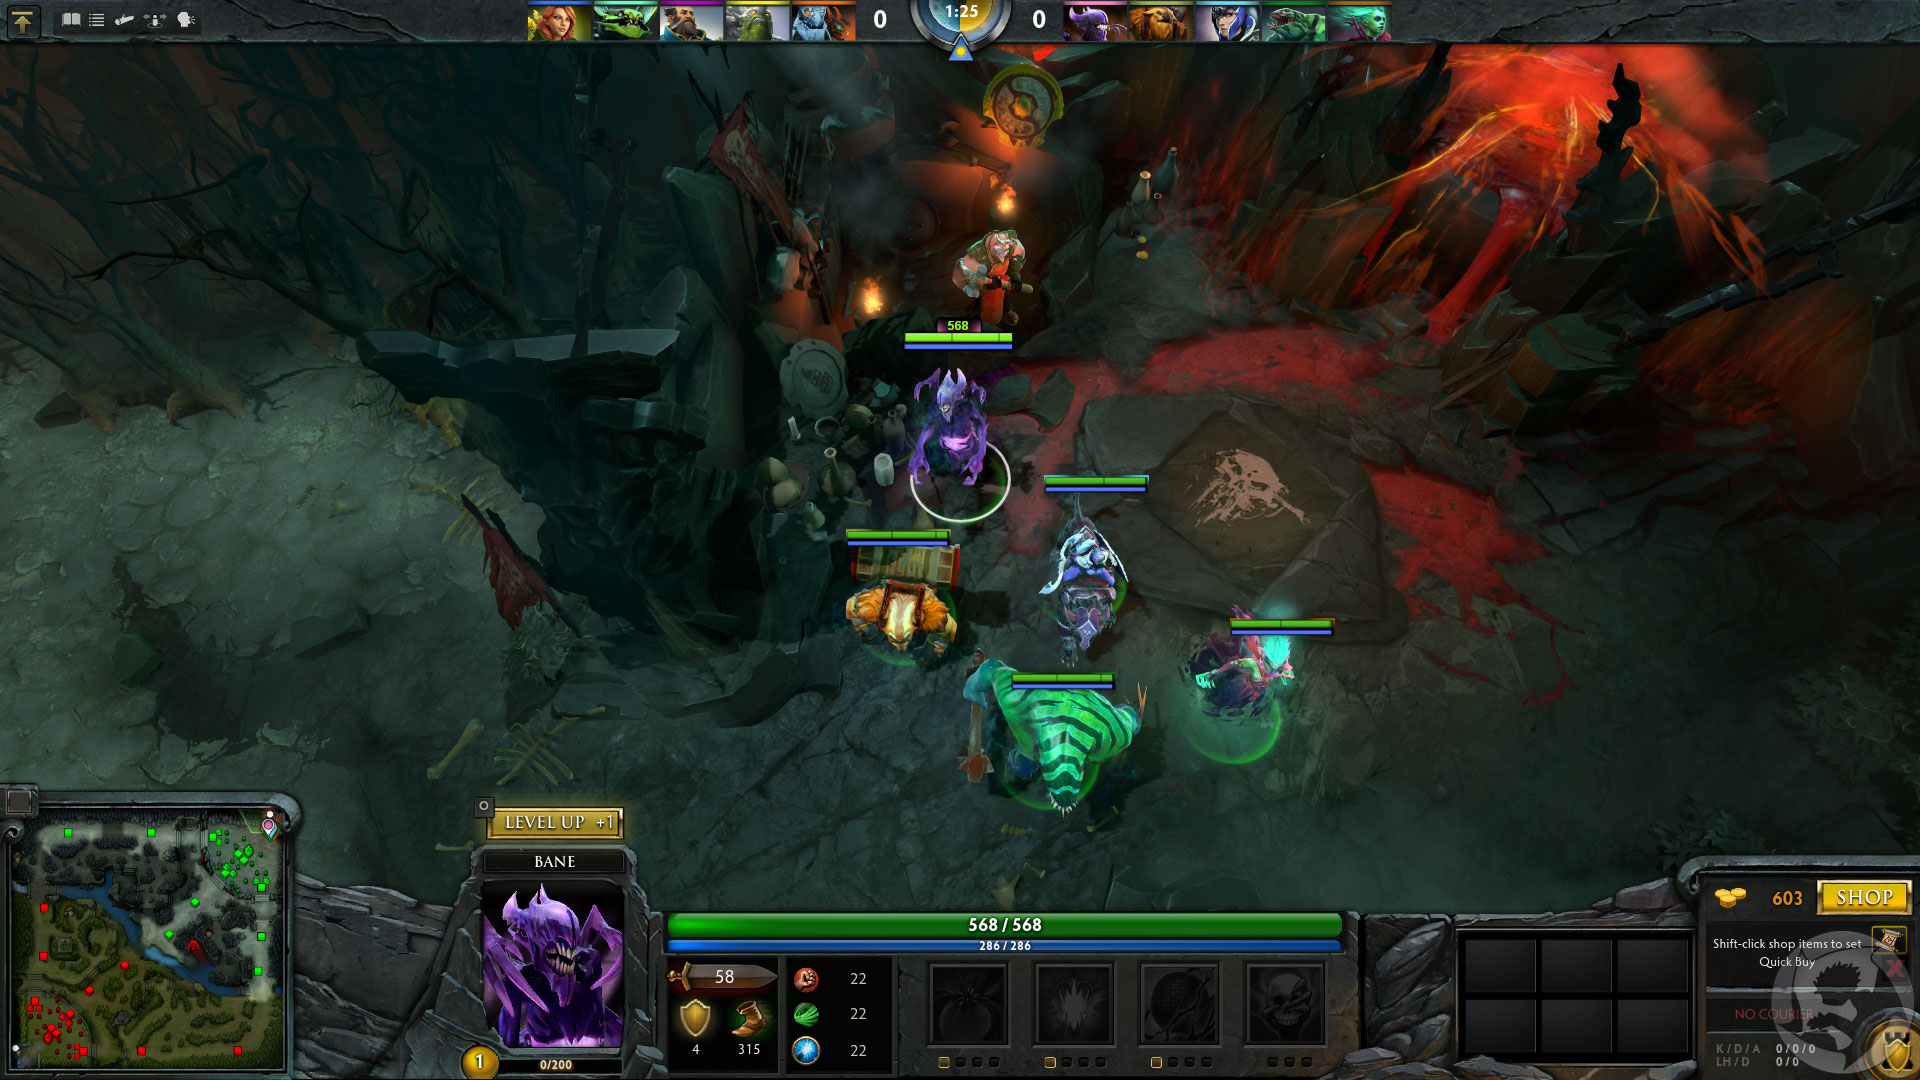 0
1:25
0
568
LEVEL UP +1
BANE
568 / 568
286 / 286
58
4
315
22
22
22
1
0/200
603
SHOP
Shift-click shop items to set
Quick Buy
NO COURIER
K / D / A 0/0/0
LH / D 0/0